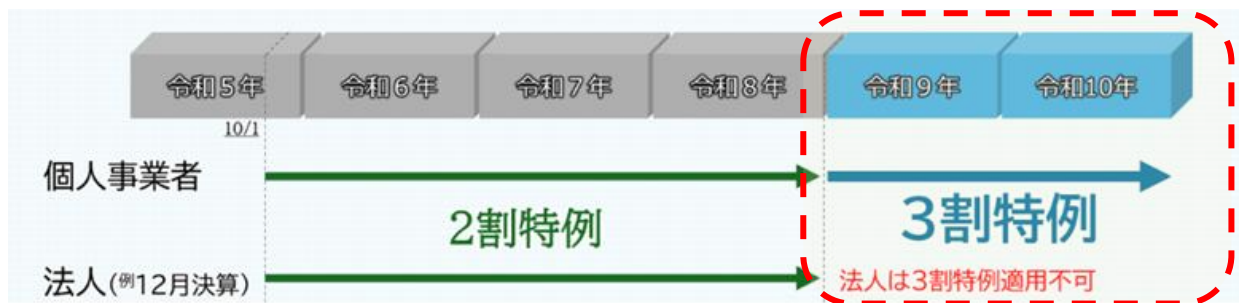 令和5年 令和6年 令和7年 令和8年 令和9年 令和10年
10/1
個人事業者
2割特例
3割特例
法人(例12月決算)
法人は3割特例適用不可